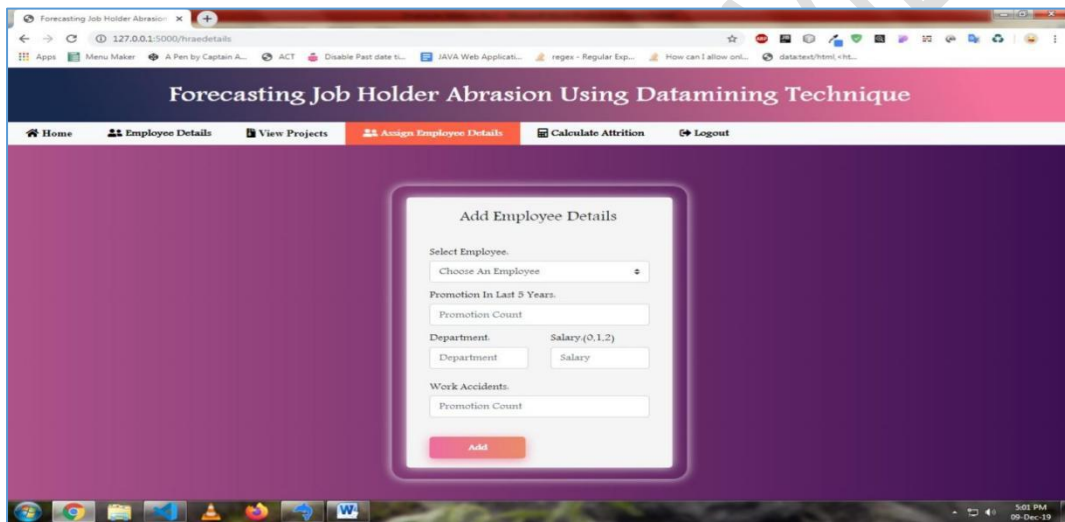 Forecasting Job Holder Abrasion
127.0.0.1:5000/hraedetails
Apps Menu Maker A Pen by Captain A... ACT Disable Past date ti... JAVA Web Applicati... regex - Regular Exp... How can I allow onl... data:text/html,<ht...
Forecasting Job Holder Abrasion Using Datamining Technique
Home Employee Details View Projects Assign Employee Details Calculate Attrition Logout
Add Employee Details
Select Employee.
Choose An Employee
Promotion In Last 5 Years.
Promotion Count
Department. Salary.(0,1,2)
Department Salary
Work Accidents.
Promotion Count
Add
5:01 PM
09-Dec-19